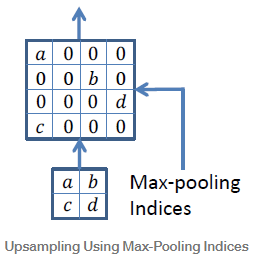 a 0 0 0
0 0 b 0
0 0 0 d
c 0 0 0
a b
c d
Max-pooling
Indices
Upsampling Using Max-Pooling Indices